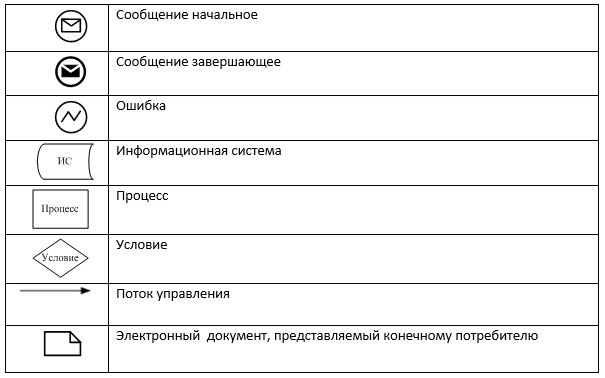 Сообщение начальное
Сообщение завершающее
Ошибка
ИС
Информационная система
Процесс
Процесс
Условие
Условие
Поток управления
Электронный документ, представляемый конечному потребителю